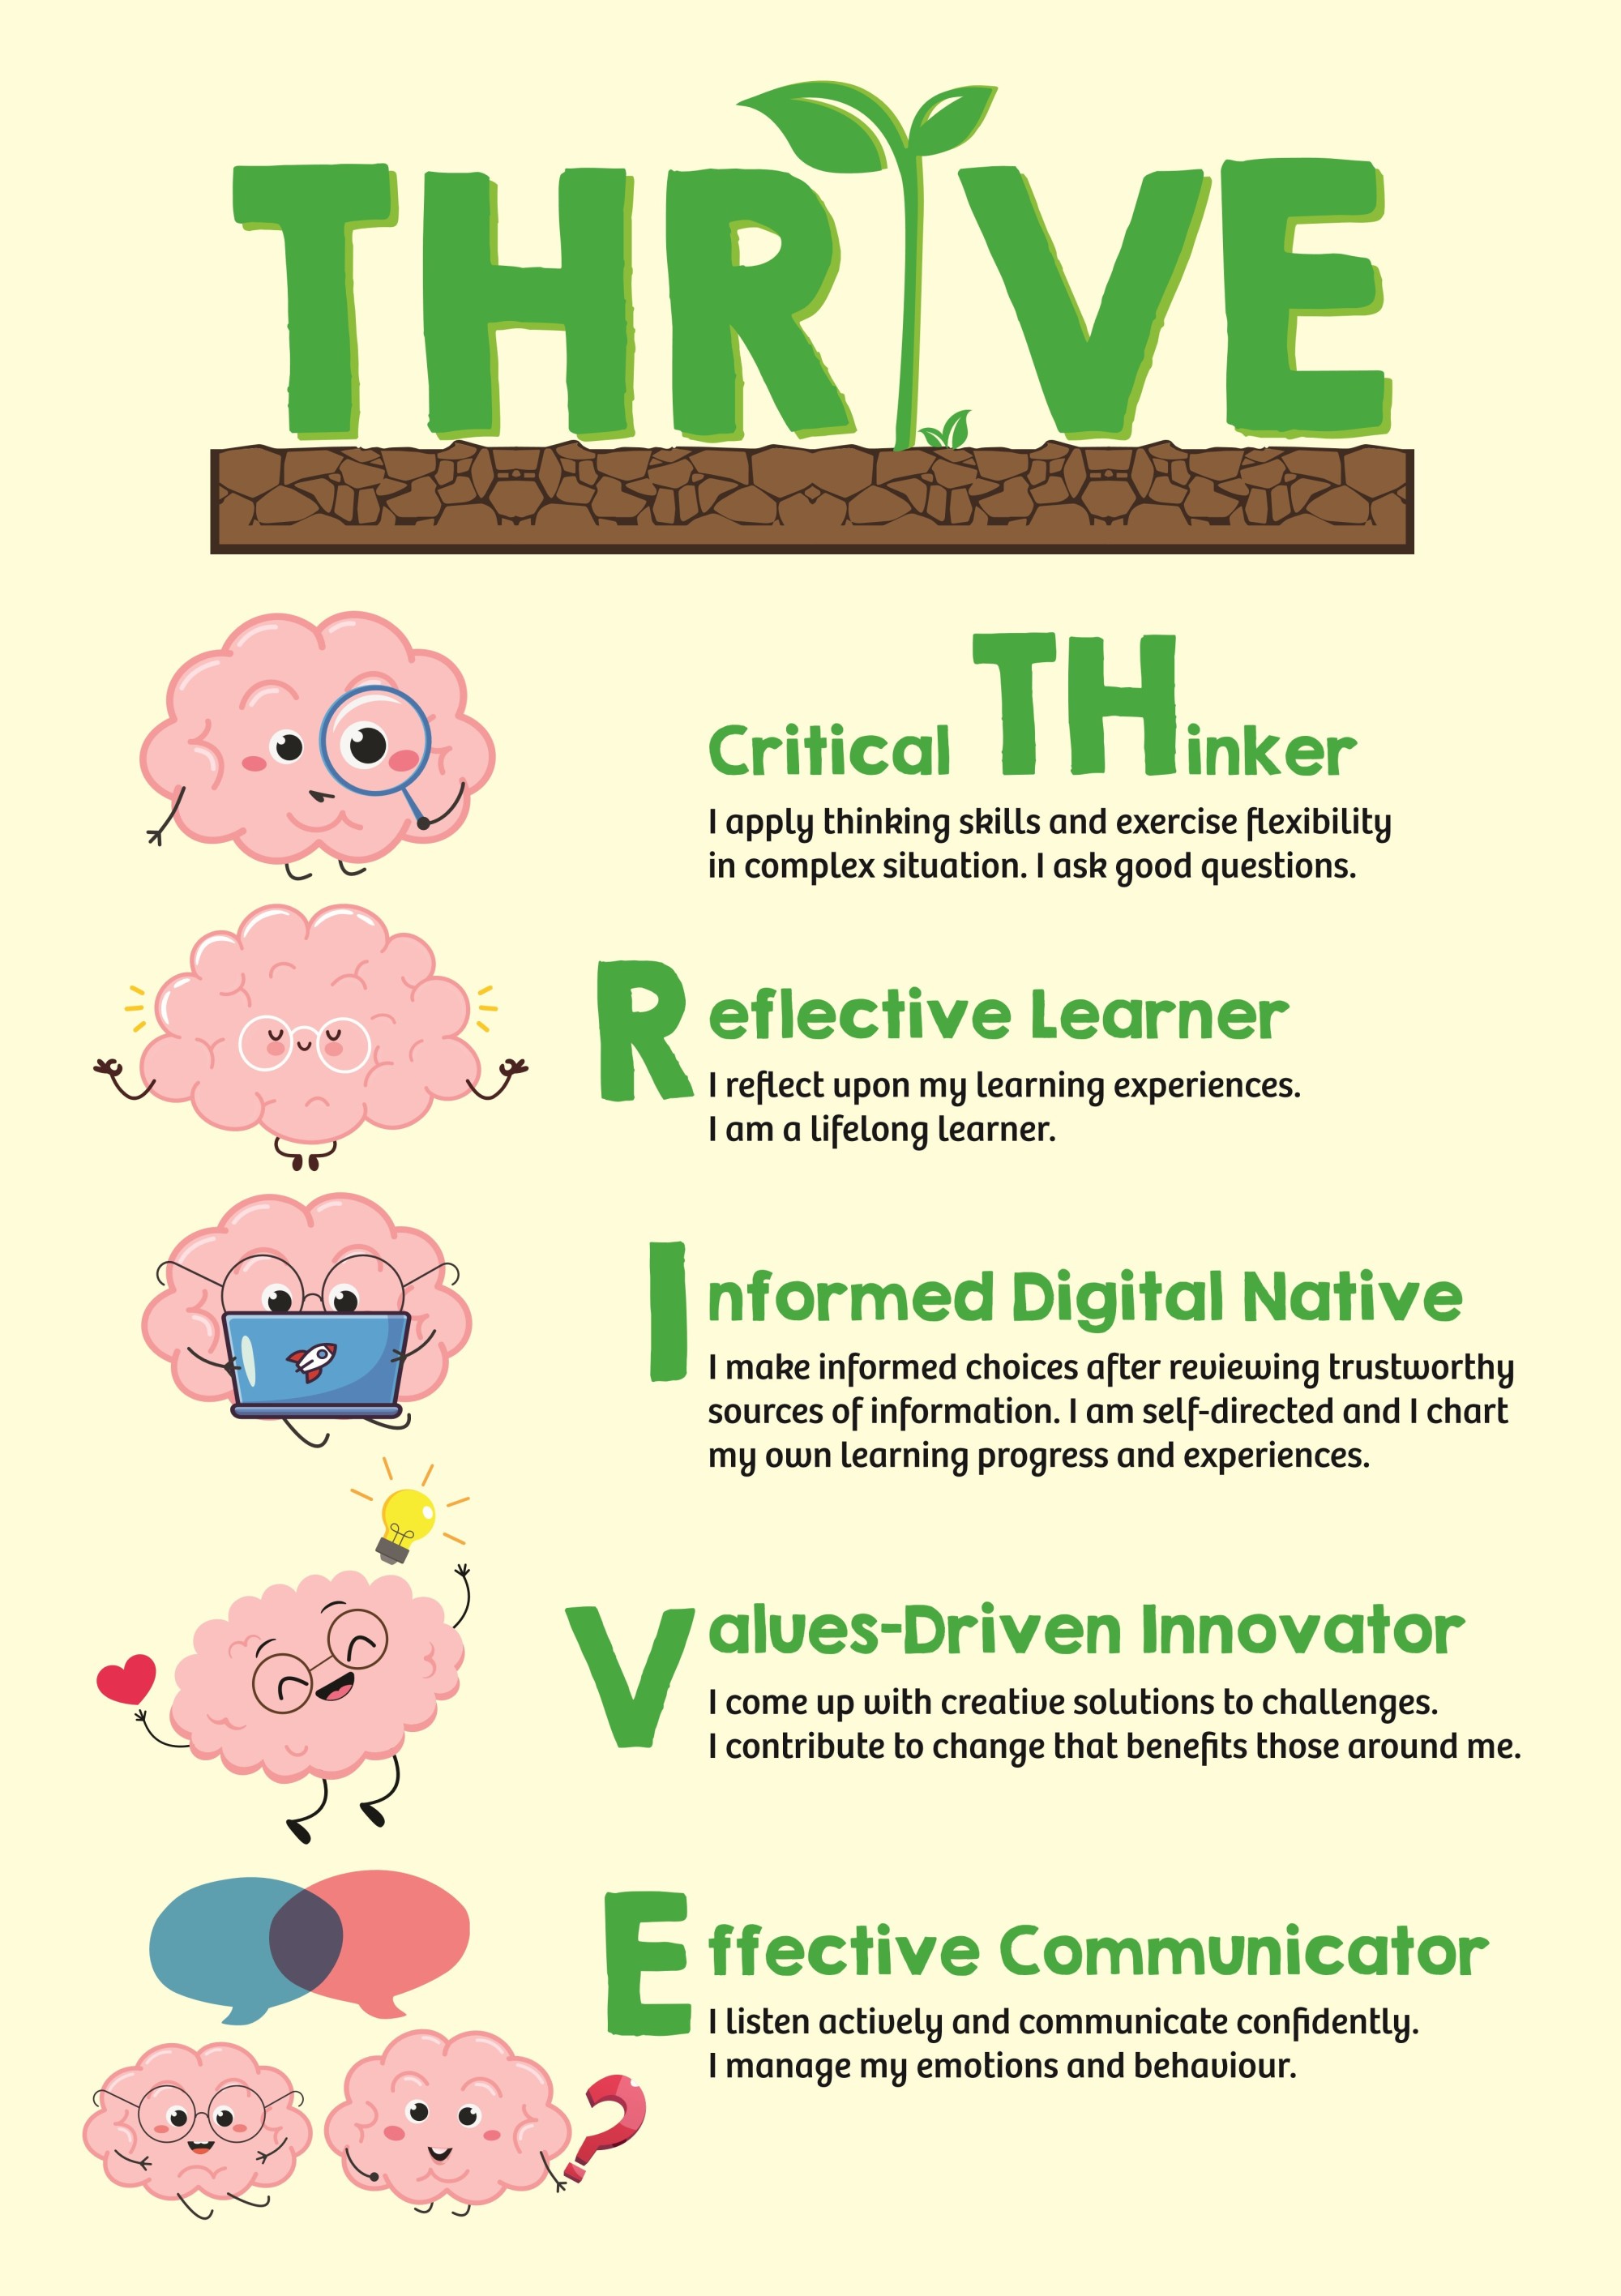 THRIVE
Critical THinker
I apply thinking skills and exercise flexibility
in complex situation. I ask good questions.
Reflective Learner
I reflect upon my learning experiences.
I am a lifelong learner.
Informed Digital Native
I make informed choices after reviewing trustworthy
sources of information. I am self-directed and I chart
my own learning progress and experiences.
Values-Driven Innovator
I come up with creative solutions to challenges.
I contribute to change that benefits those around me.
Effective Communicator
I listen actively and communicate confidently.
I manage my emotions and behaviour.
?